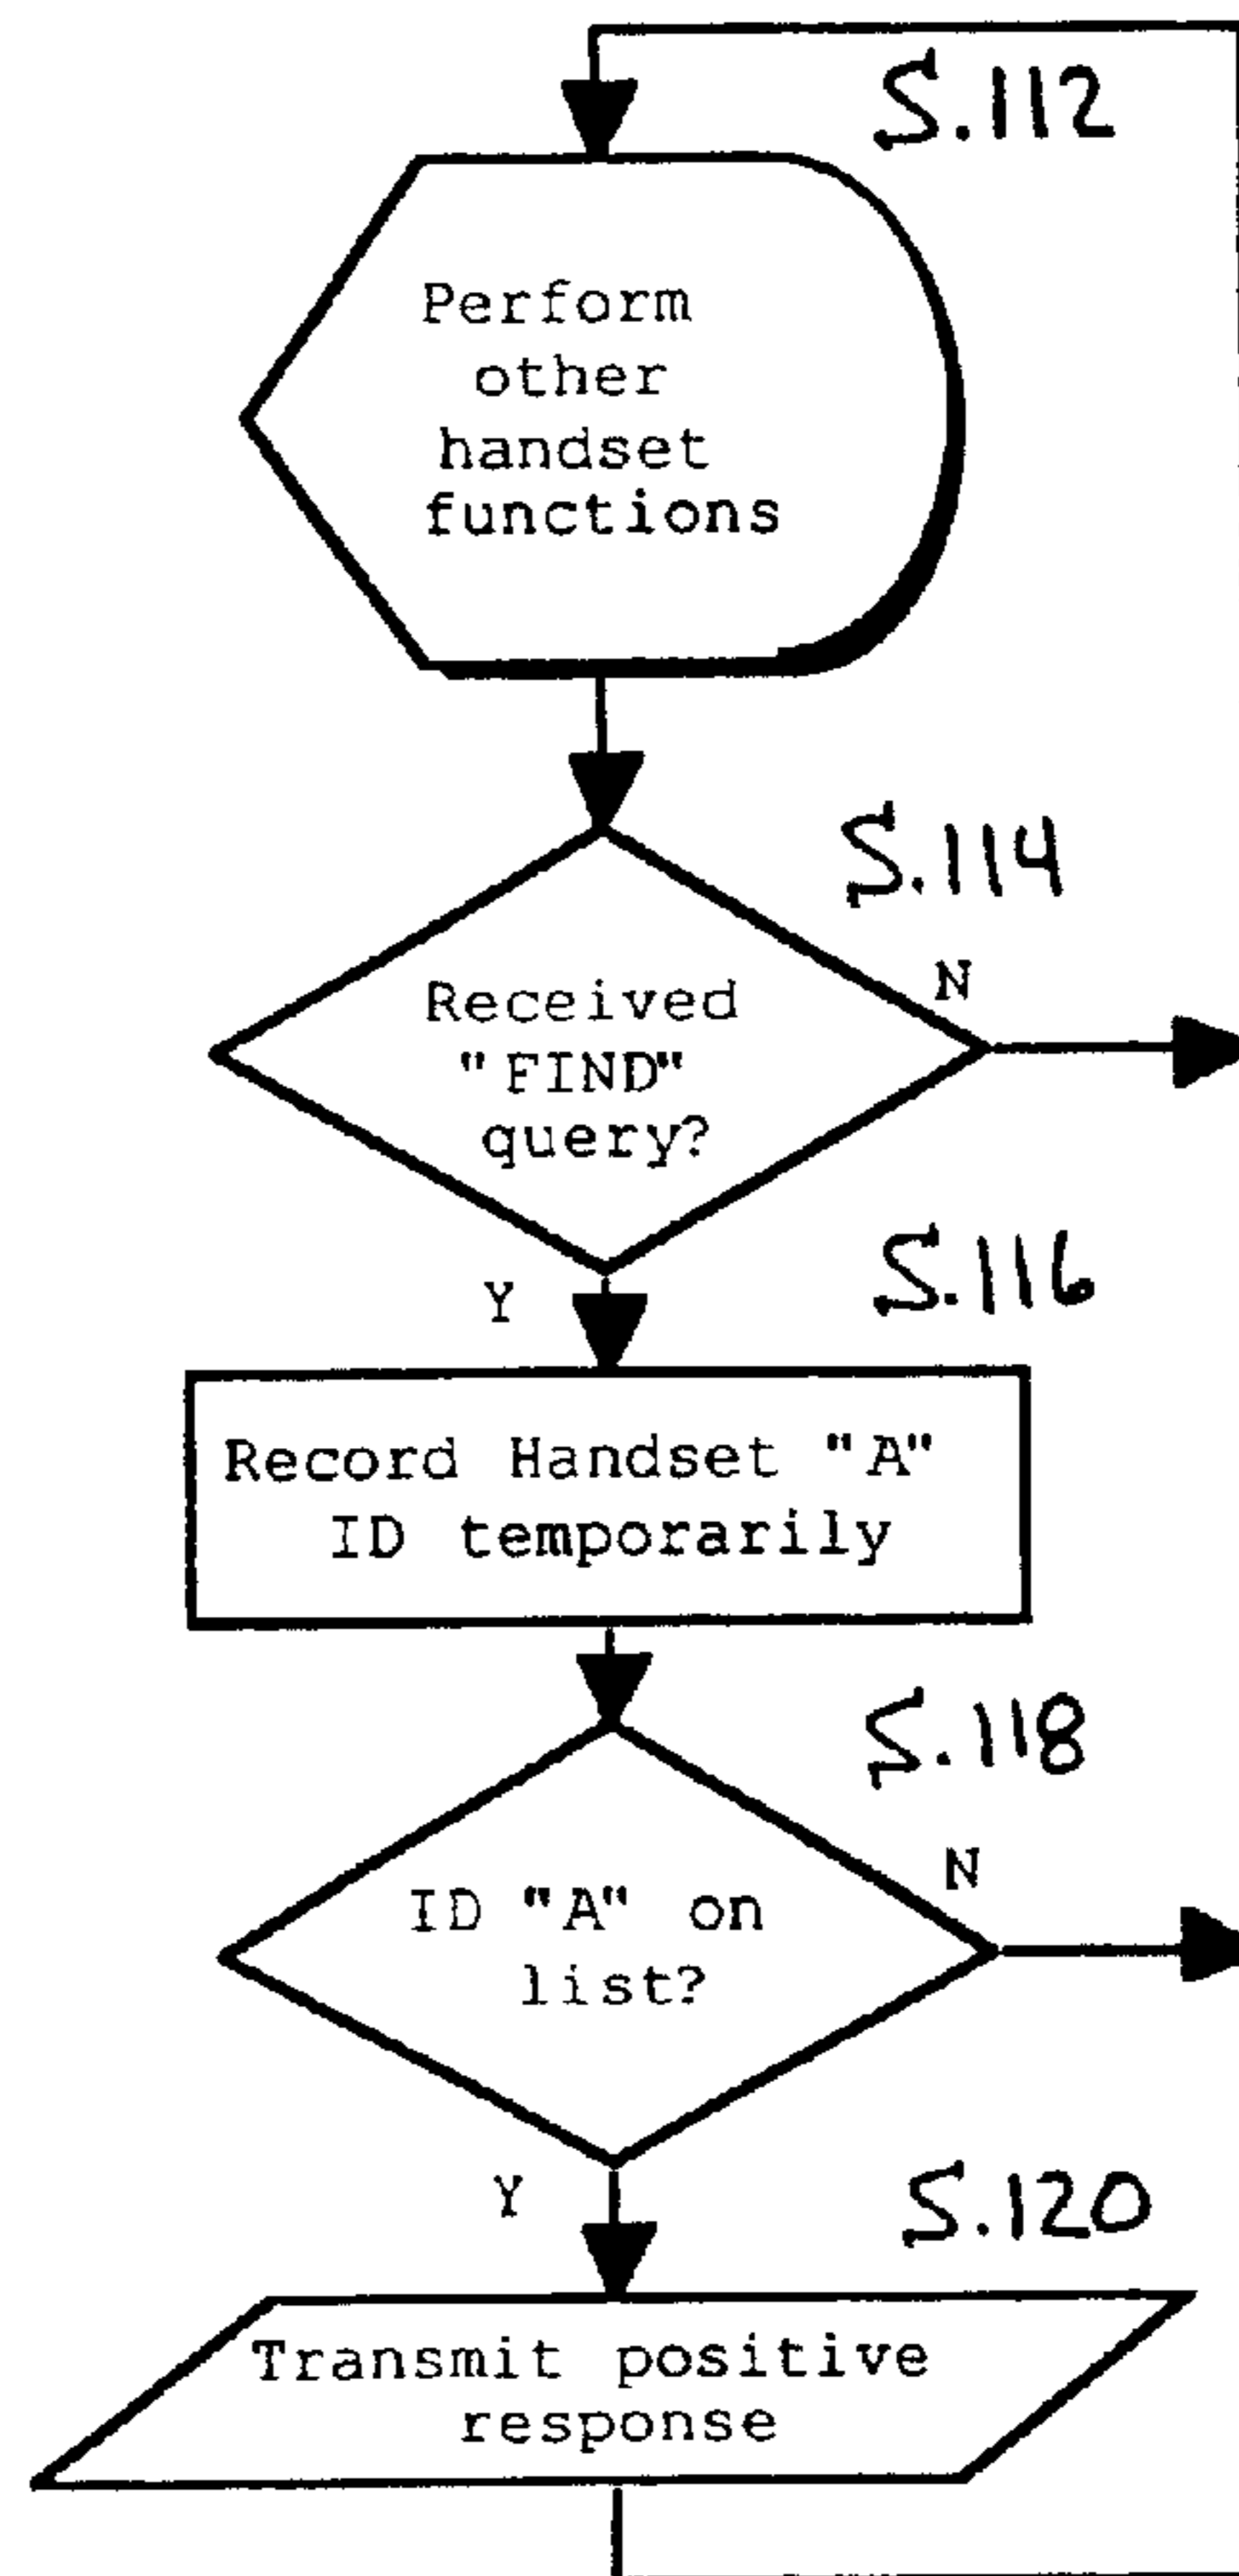 S.112
Perform
other
handset
functions
S.114
N
Received
"FIND"
query?
S.116
Y
Record Handset "A"
ID temporarily
S.118
N
ID "A" on
list?
S.120
Y
Transmit positive
response